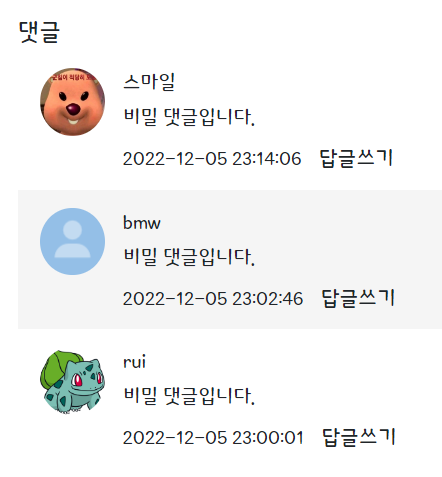 댓글
스마일
비밀 댓글입니다.
2022-12-05 23:14:06 답글쓰기
bmw
비밀 댓글입니다.
2022-12-05 23:02:46 답글쓰기
rui
비밀 댓글입니다.
2022-12-05 23:00:01 답글쓰기